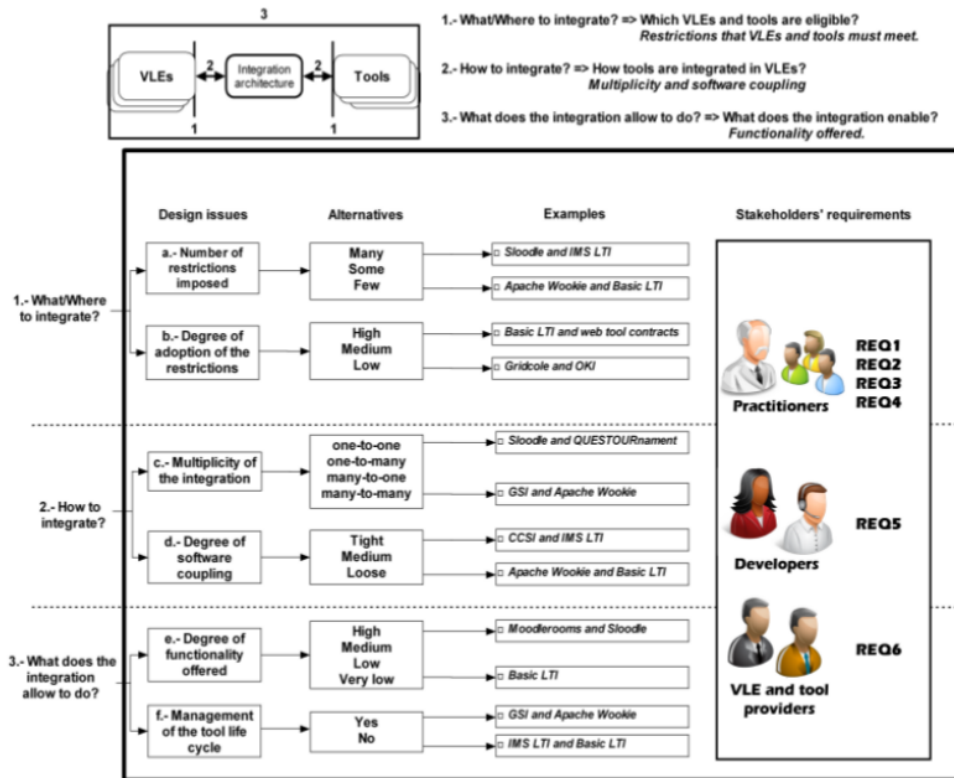 3
VLEs
2
Integration
architecture
2
Tools
1
1
1.- What/Where to integrate? => Which VLEs and tools are eligible?
Restrictions that VLEs and tools must meet.
2.- How to integrate? => How tools are integrated in VLEs?
Multiplicity and software coupling
3.- What does the integration allow to do? => What does the integration enable?
Functionality offered.
Design issues
Alternatives
Examples
Stakeholders' requirements
1.- What/Where
to integrate?
a.- Number of
restrictions
imposed
Many
Some
Few
Sloodle and IMS LTI
Apache Wookie and Basic LTI
b.- Degree of
adoption of the
restrictions
High
Medium
Low
Basic LTI and web tool contracts
Gridcole and OKI
2.- How to
integrate?
c.- Multiplicity of
the integration
one-to-one
one-to-many
many-to-one
many-to-many
Sloodle and QUESTOURnament
GSI and Apache Wookie
d.- Degree of
software
coupling
Tight
Medium
Loose
CCSI and IMS LTI
Apache Wookie and Basic LTI
3.- What does the
integration
allow to do?
e.- Degree of
functionality
offered
High
Medium
Low
Very low
Moodlerooms and Sloodle
Basic LTI
f.- Management
of the tool life
cycle
Yes
No
GSI and Apache Wookie
IMS LTI and Basic LTI
Practitioners
REQ1
REQ2
REQ3
REQ4
Developers
REQ5
VLE and tool
providers
REQ6